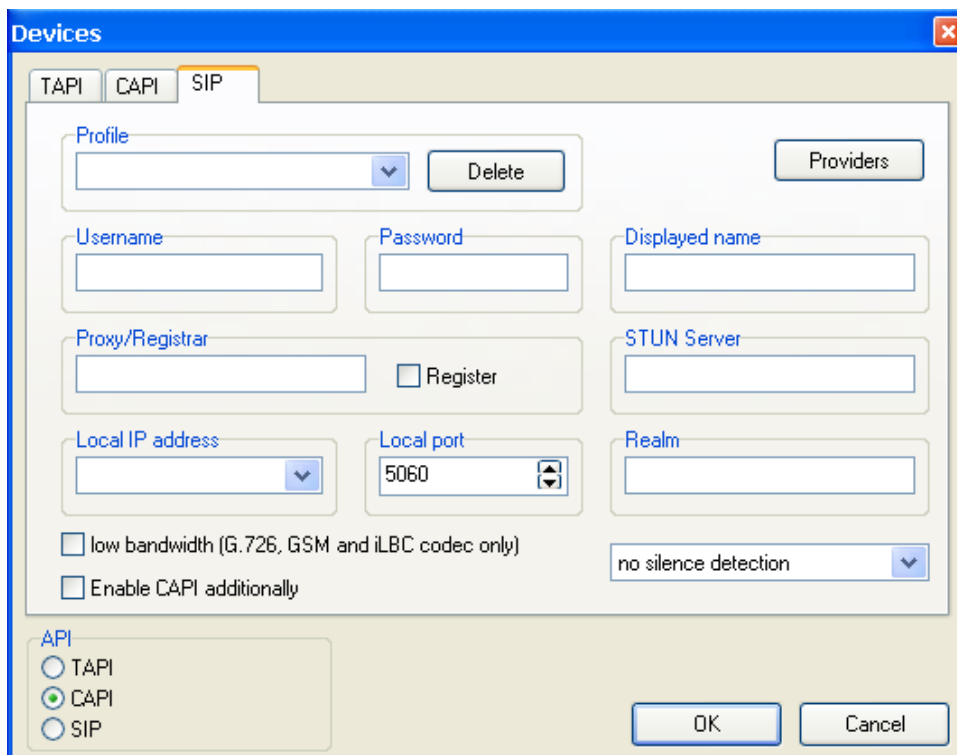 Devices
TAPI CAPI SIP
Profile
Delete Providers
Username Password Displayed name
Proxy/Registrar STUN Server
Register
Local IP address Local port Realm
5060
low bandwidth (G.726, GSM and iLBC codec only)
no silence detection
Enable CAPI additionally
API
TAPI
CAPI
SIP
OK Cancel